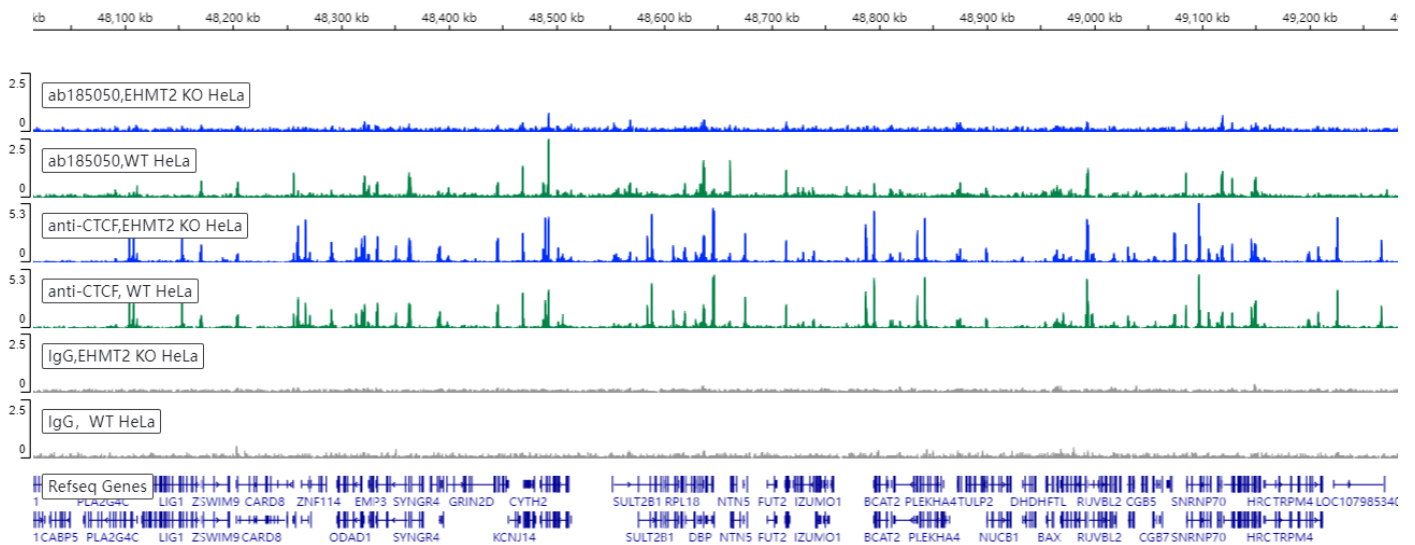 kb 48,100 kb 48,200 kb 48,300 kb 48,400 kb 48,500 kb 48,600 kb 48,700 kb 48,800 kb 48,900 kb 49,000 kb 49,100 kb 49,200 kb 49
2.5 ab185050,EHMT2 KO HeLa
0
2.5 ab185050,WT HeLa
0
5.3 anti-CTCF,EHMT2 KO HeLa
0
5.3 anti-CTCF, WT HeLa
0
2.5 IgG,EHMT2 KO HeLa
0
2.5 IgG， WT HeLa
0
Refseq Genes
1 PLA2G4C LIG1 ZSWIM9 CARD8 ZNF114 EMP3 SYNGR4 GRIN2D CYTH2 SULT2B1 RPL18 NTN5 FUT2 IZUMO1 BCAT2 PLEKHA4 TULP2 DHDH FTL RUVBL2 CGB5 SNRNP70 HRC TRPM4 LOC107985340
1 CABP5 PLA2G4C LIG1 ZSWIM9 CARD8 ODAD1 SYNGR4 KCNJ14 SULT2B1 DBP NTN5 FUT2 IZUMO1 BCAT2 PLEKHA4 NUCB1 BAX RUVBL2 CGB7 SNRNP70 HRC TRPM4